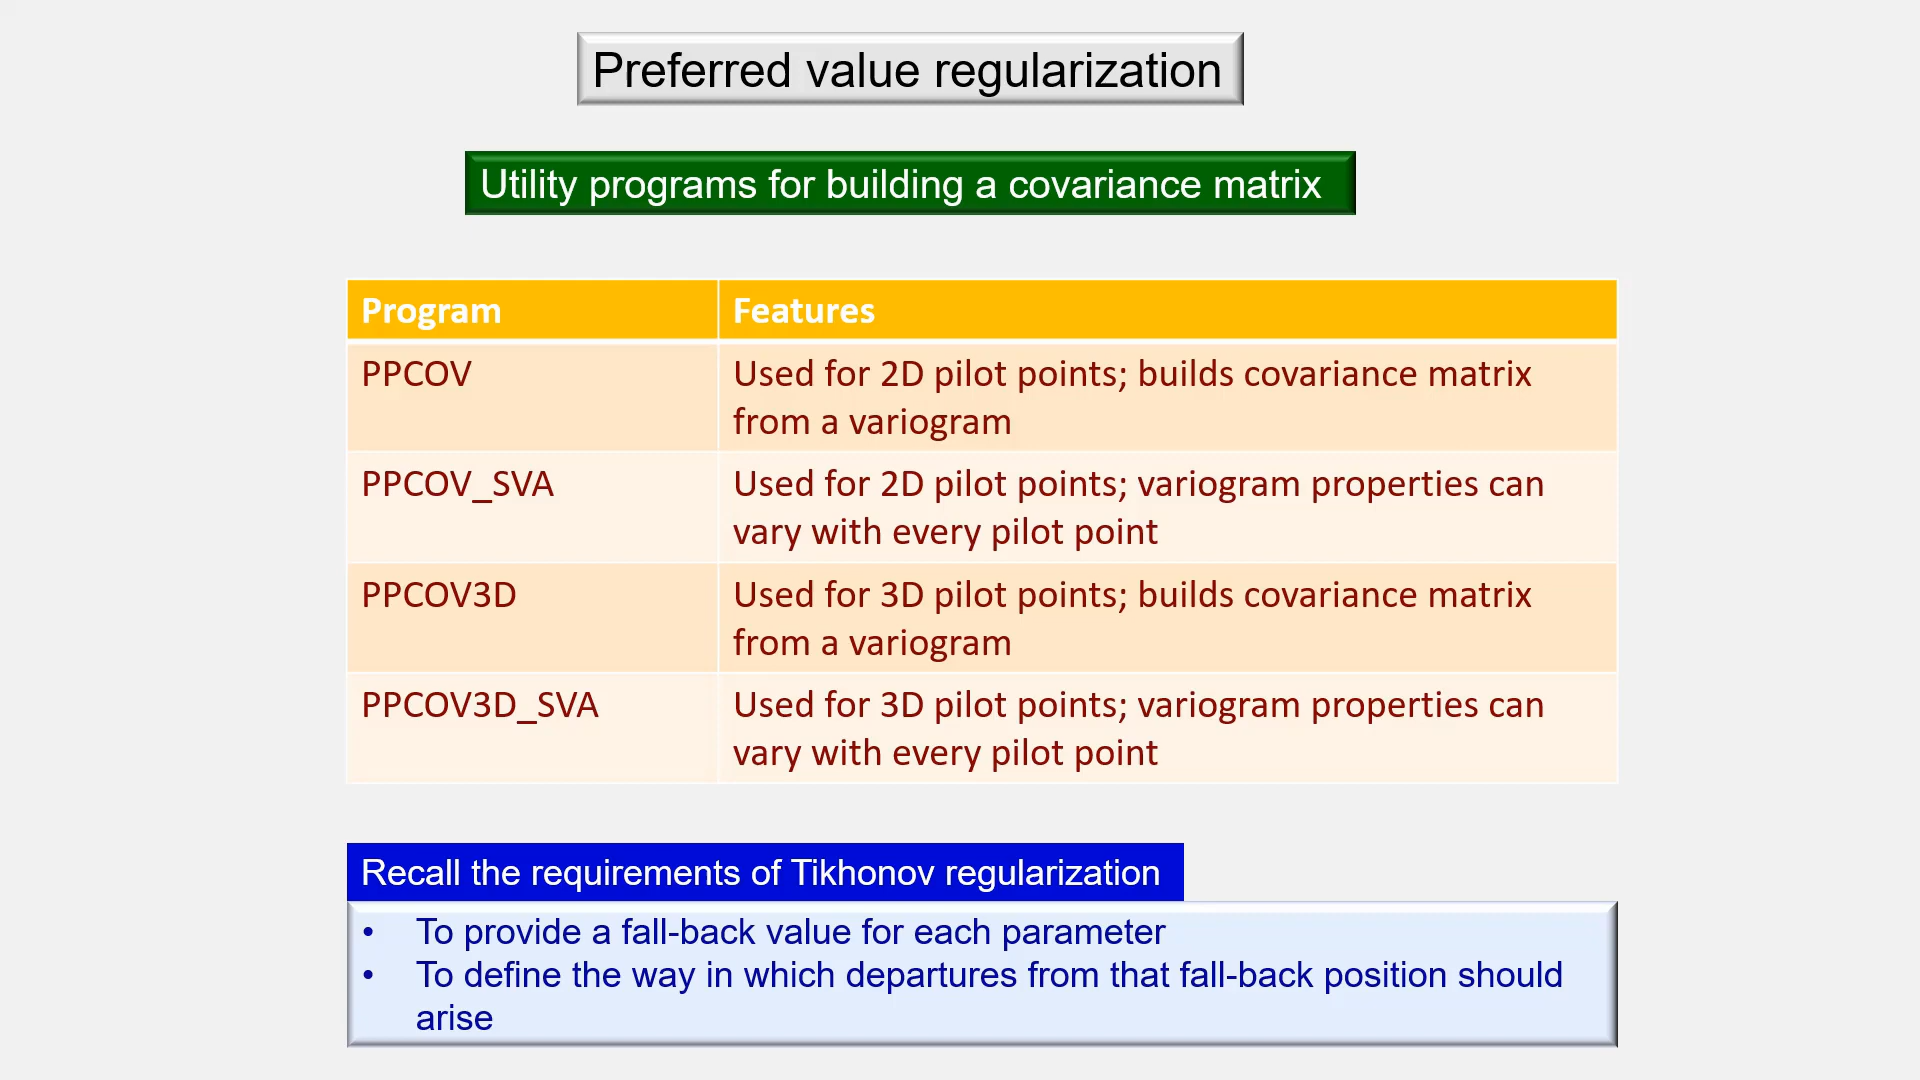 Preferred value regularization
Utility programs for building a covariance matrix
Program Features
PPCOV Used for 2D pilot points; builds covariance matrix
from a variogram
PPCOV_SVA Used for 2D pilot points; variogram properties can
vary with every pilot point
PPCOV3D Used for 3D pilot points; builds covariance matrix
from a variogram
PPCOV3D_SVA Used for 3D pilot points; variogram properties can
vary with every pilot point
Recall the requirements of Tikhonov regularization
• To provide a fall-back value for each parameter
• To define the way in which departures from that fall-back position should
arise